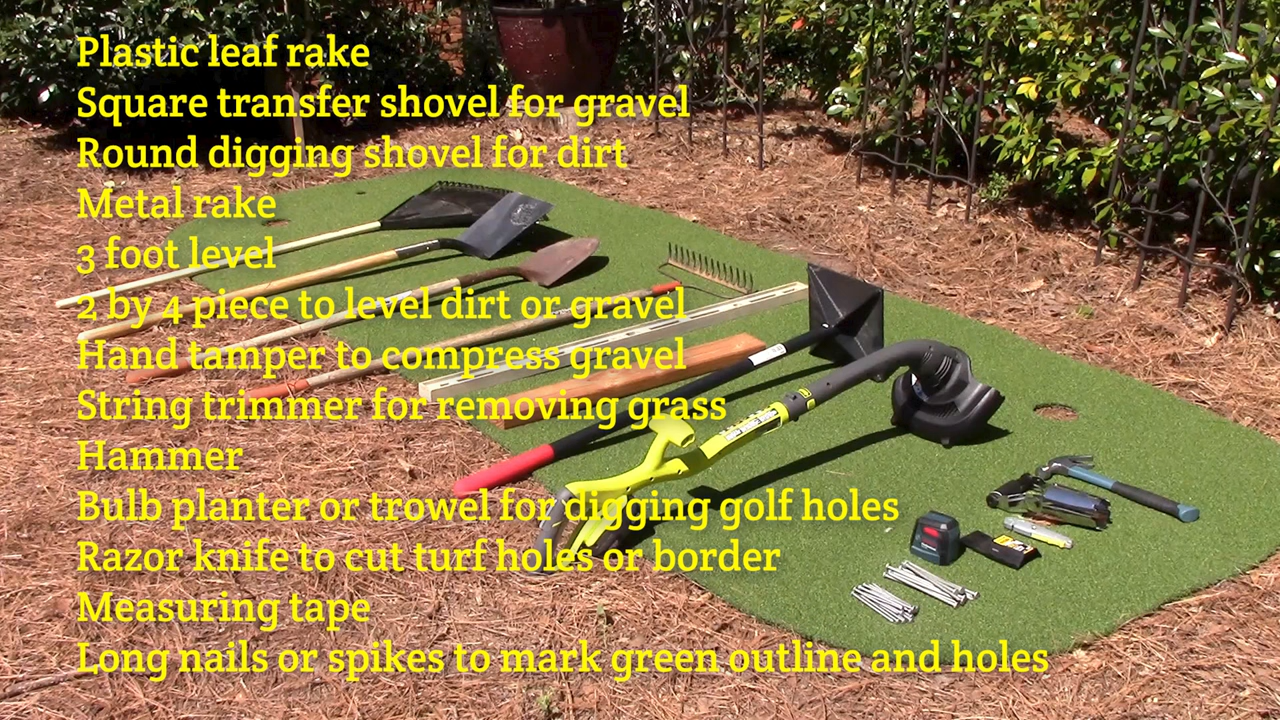 Plastic leaf rake
Square transfer shovel for gravel
Round digging shovel for dirt
Metal rake
3 foot level
2 by 4 piece to level dirt or gravel
Hand tamper to compress gravel
String trimmer for removing grass
Hammer
Bulb planter or trowel for digging golf holes
Razor knife to cut turf holes or border
Measuring tape
Long nails or spikes to mark green outline and holes